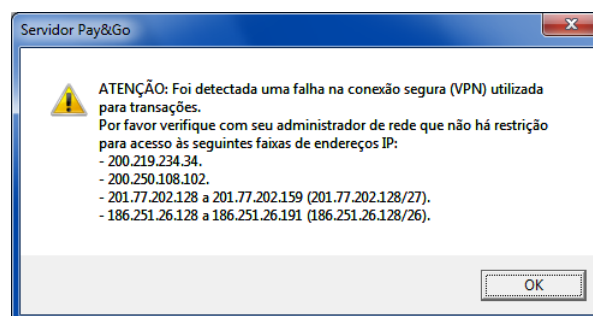 Servidor Pay&Go
ATENÇÃO: Foi detectada uma falha na conexão segura (VPN) utilizada
para transações.
Por favor verifique com seu administrador de rede que não há restrição
para acesso às seguintes faixas de endereços IP:
- 200.219.234.34.
- 200.250.108.102.
- 201.77.202.128 a 201.77.202.159 (201.77.202.128/27).
- 186.251.26.128 a 186.251.26.191 (186.251.26.128/26).
OK